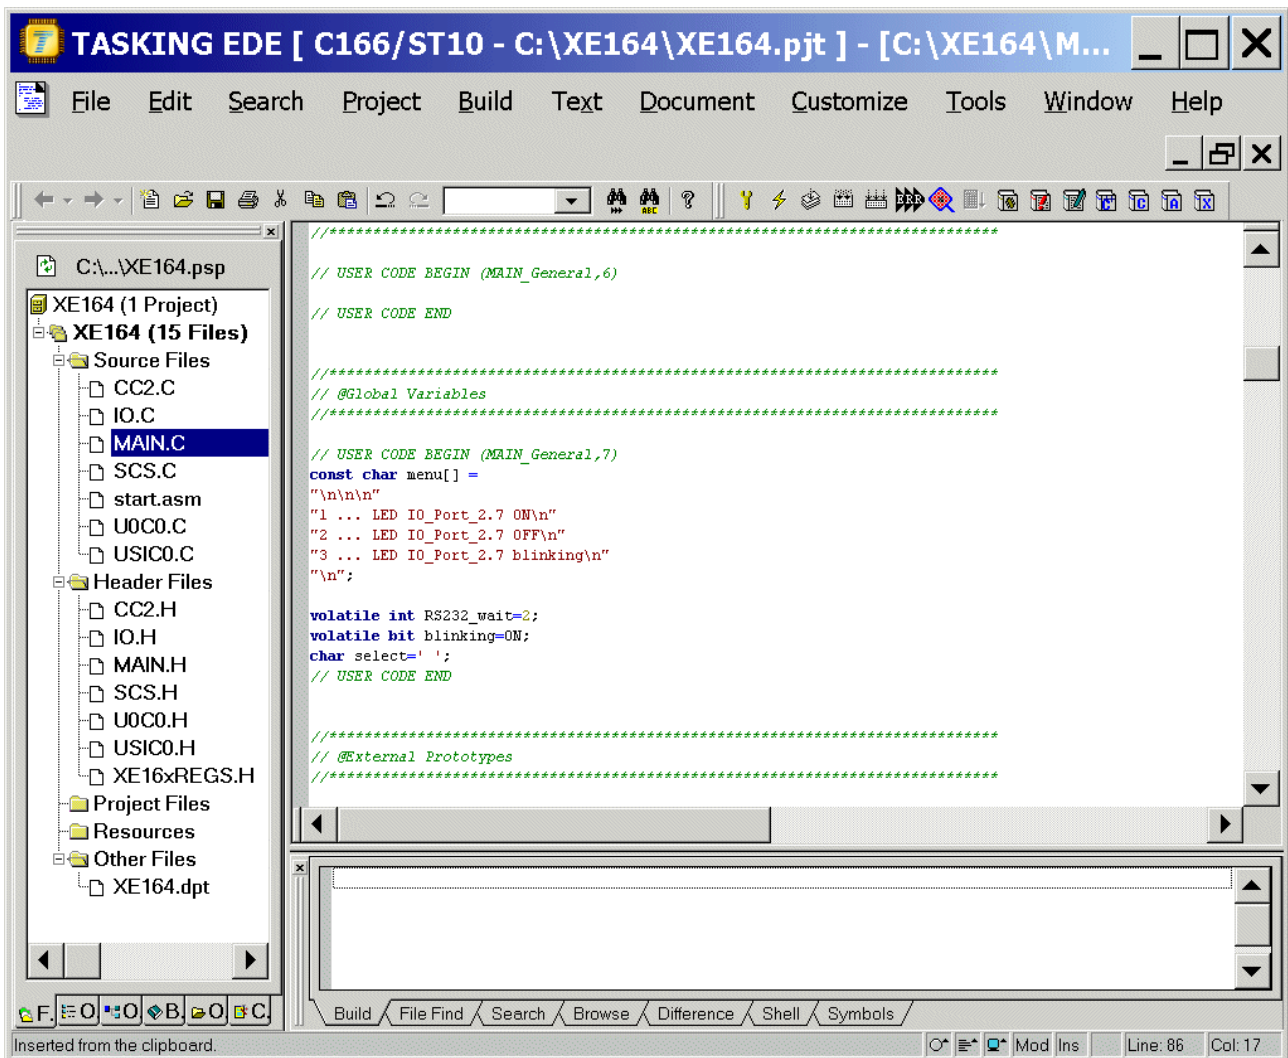 TASKING EDE [ C166/ST10 - C:\XE164\XE164.pjt ] - [C:\XE164\M...
File Edit Search Project Build Text Document Customize Tools Window Help
C:\...\XE164.psp
XE164 (1 Project)
XE164 (15 Files)
Source Files
CC2.C
IO.C
MAIN.C
SCS.C
start.asm
U0C0.C
USIC0.C
Header Files
CC2.H
IO.H
MAIN.H
SCS.H
U0C0.H
USIC0.H
XE16xREGS.H
Project Files
Resources
Other Files
XE164.dpt
F. O. O. B. O. C.
//****************************************************************************
// USER CODE BEGIN (MAIN_General,6)
// USER CODE END
//****************************************************************************
// @Global Variables
//****************************************************************************
// USER CODE BEGIN (MAIN_General,7)
const char menu[] =
"\n\n\n"
"1 ... LED IO_Port_2.7 ON\n"
"2 ... LED IO_Port_2.7 OFF\n"
"3 ... LED IO_Port_2.7 blinking\n"
"\n";
volatile int RS232_wait=2;
volatile bit blinking=ON;
char select=' ';
// USER CODE END
//****************************************************************************
// @External Prototypes
//****************************************************************************
Build File Find Search Browse Difference Shell Symbols
Inserted from the clipboard. Mod Ins Line: 86 Col: 17